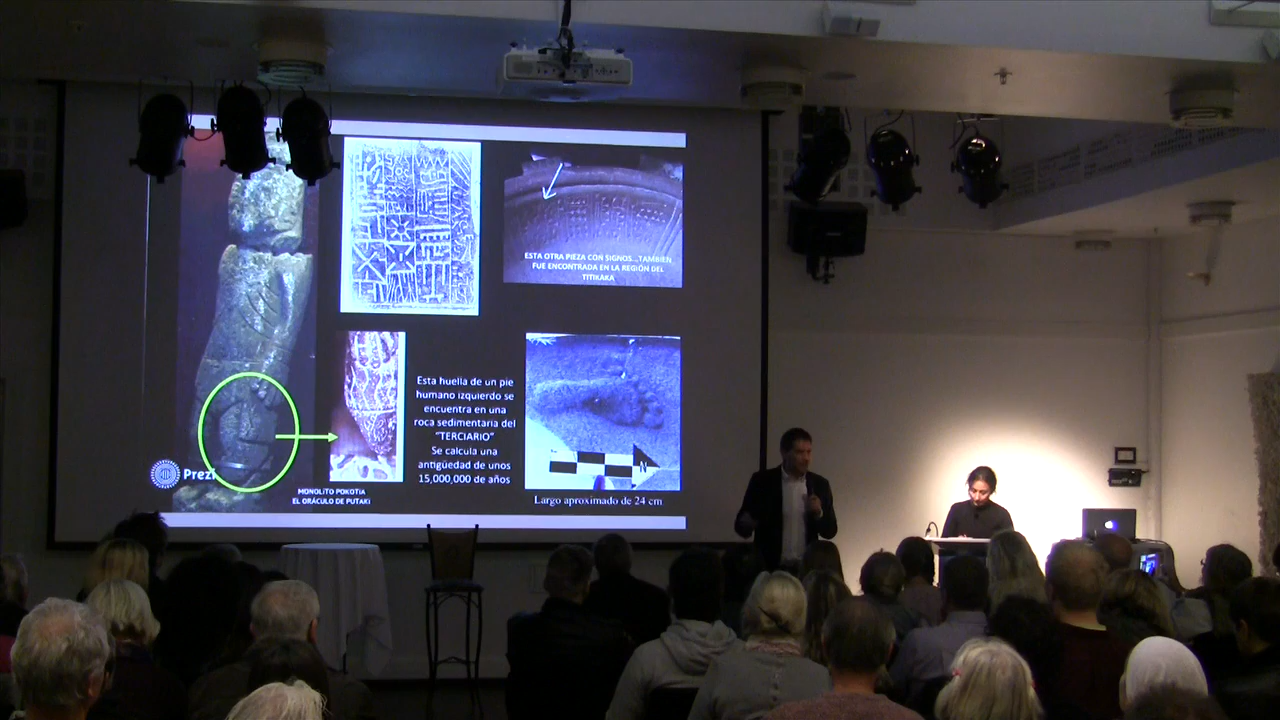 ESTA OTRA PIEZA CON SIGNOS...TAMBIEN
FUE ENCONTRADA EN LA REGIÓN DEL
TITIKAKA
Esta huella de un pie
humano izquierdo se
encuentra en una
roca sedimentaria del
"TERCIARIO"
Se calcula una
antigüedad de unos
15,000,000 de años
N
Largo aproximado de 24 cm
Prezi
MONOLITO POKOTIA
EL ORÁCULO DE PUTAKI